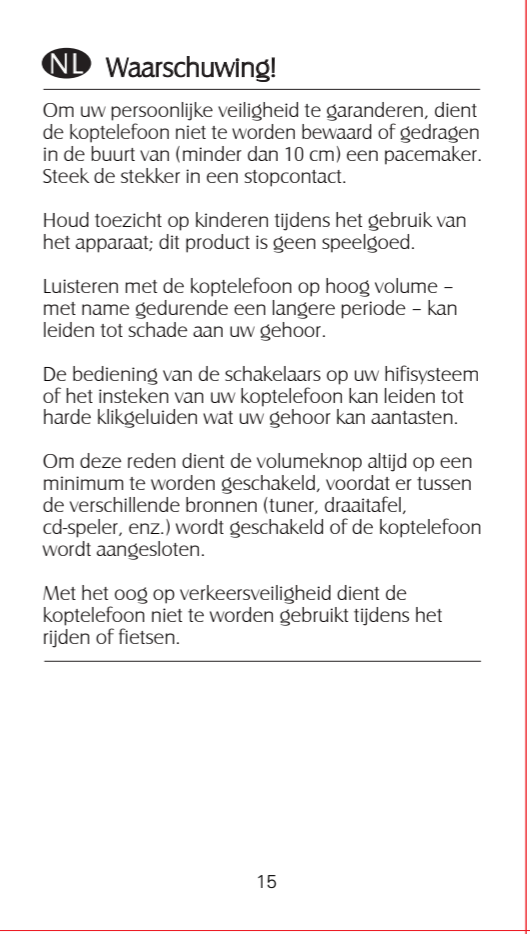 NL Waarschuwing!
Om uw persoonlijke veiligheid te garanderen, dient
de koptelefoon niet te worden bewaard of gedragen
in de buurt van (minder dan 10 cm) een pacemaker.
Steek de stekker in een stopcontact.
Houd toezicht op kinderen tijdens het gebruik van
het apparaat; dit product is geen speelgoed.
Luisteren met de koptelefoon op hoog volume –
met name gedurende een langere periode – kan
leiden tot schade aan uw gehoor.
De bediening van de schakelaars op uw hifisysteem
of het insteken van uw koptelefoon kan leiden tot
harde klikgeluiden wat uw gehoor kan aantasten.
Om deze reden dient de volumeknop altijd op een
minimum te worden geschakeld, voordat er tussen
de verschillende bronnen (tuner, draaitafel,
cd-speler, enz.) wordt geschakeld of de koptelefoon
wordt aangesloten.
Met het oog op verkeersveiligheid dient de
koptelefoon niet te worden gebruikt tijdens het
rijden of fietsen.
15